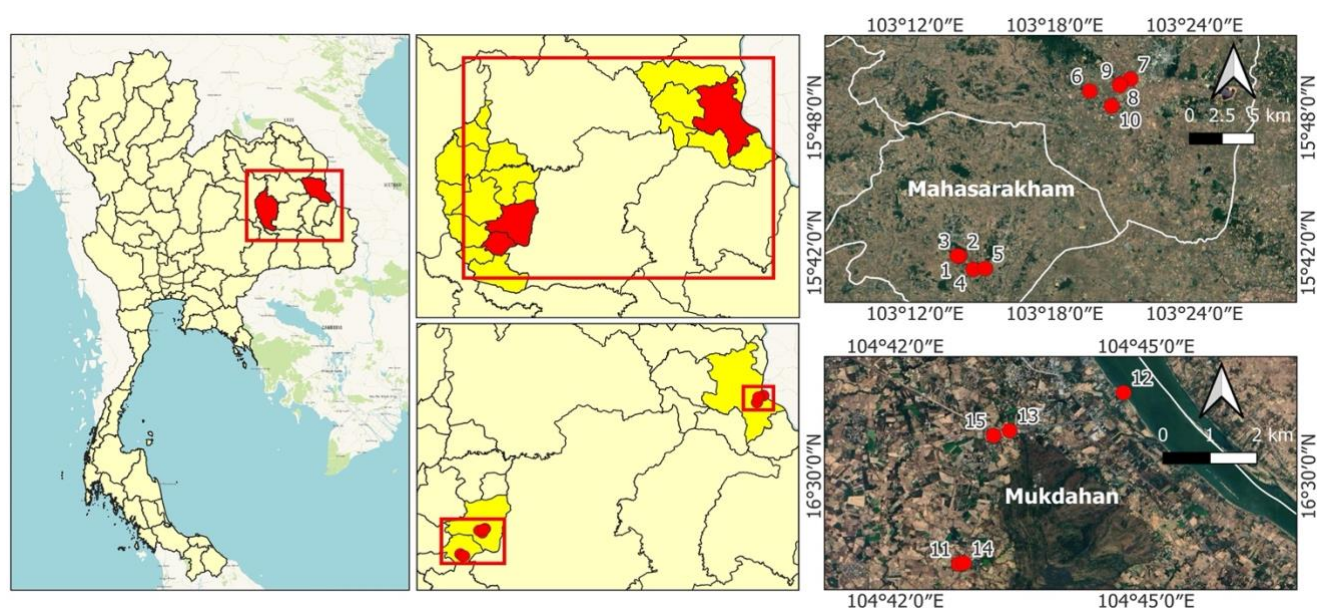 LAOS
VIETNAM
CAMBODIA
103°12′0″E 103°18′0″E 103°24′0″E
15°48′0″N
15°42′0″N
6
9
7
8
10
0 2.5 5 km
Mahasarakham
3
2
5
1
4
15°48′0″N
15°42′0″N
103°12′0″E 103°18′0″E 103°24′0″E
104°42′0″E 104°45′0″E
16°30′0″N
12
15
13
0 1 2 km
Mukdahan
11
14
16°30′0″N
104°42′0″E 104°45′0″E